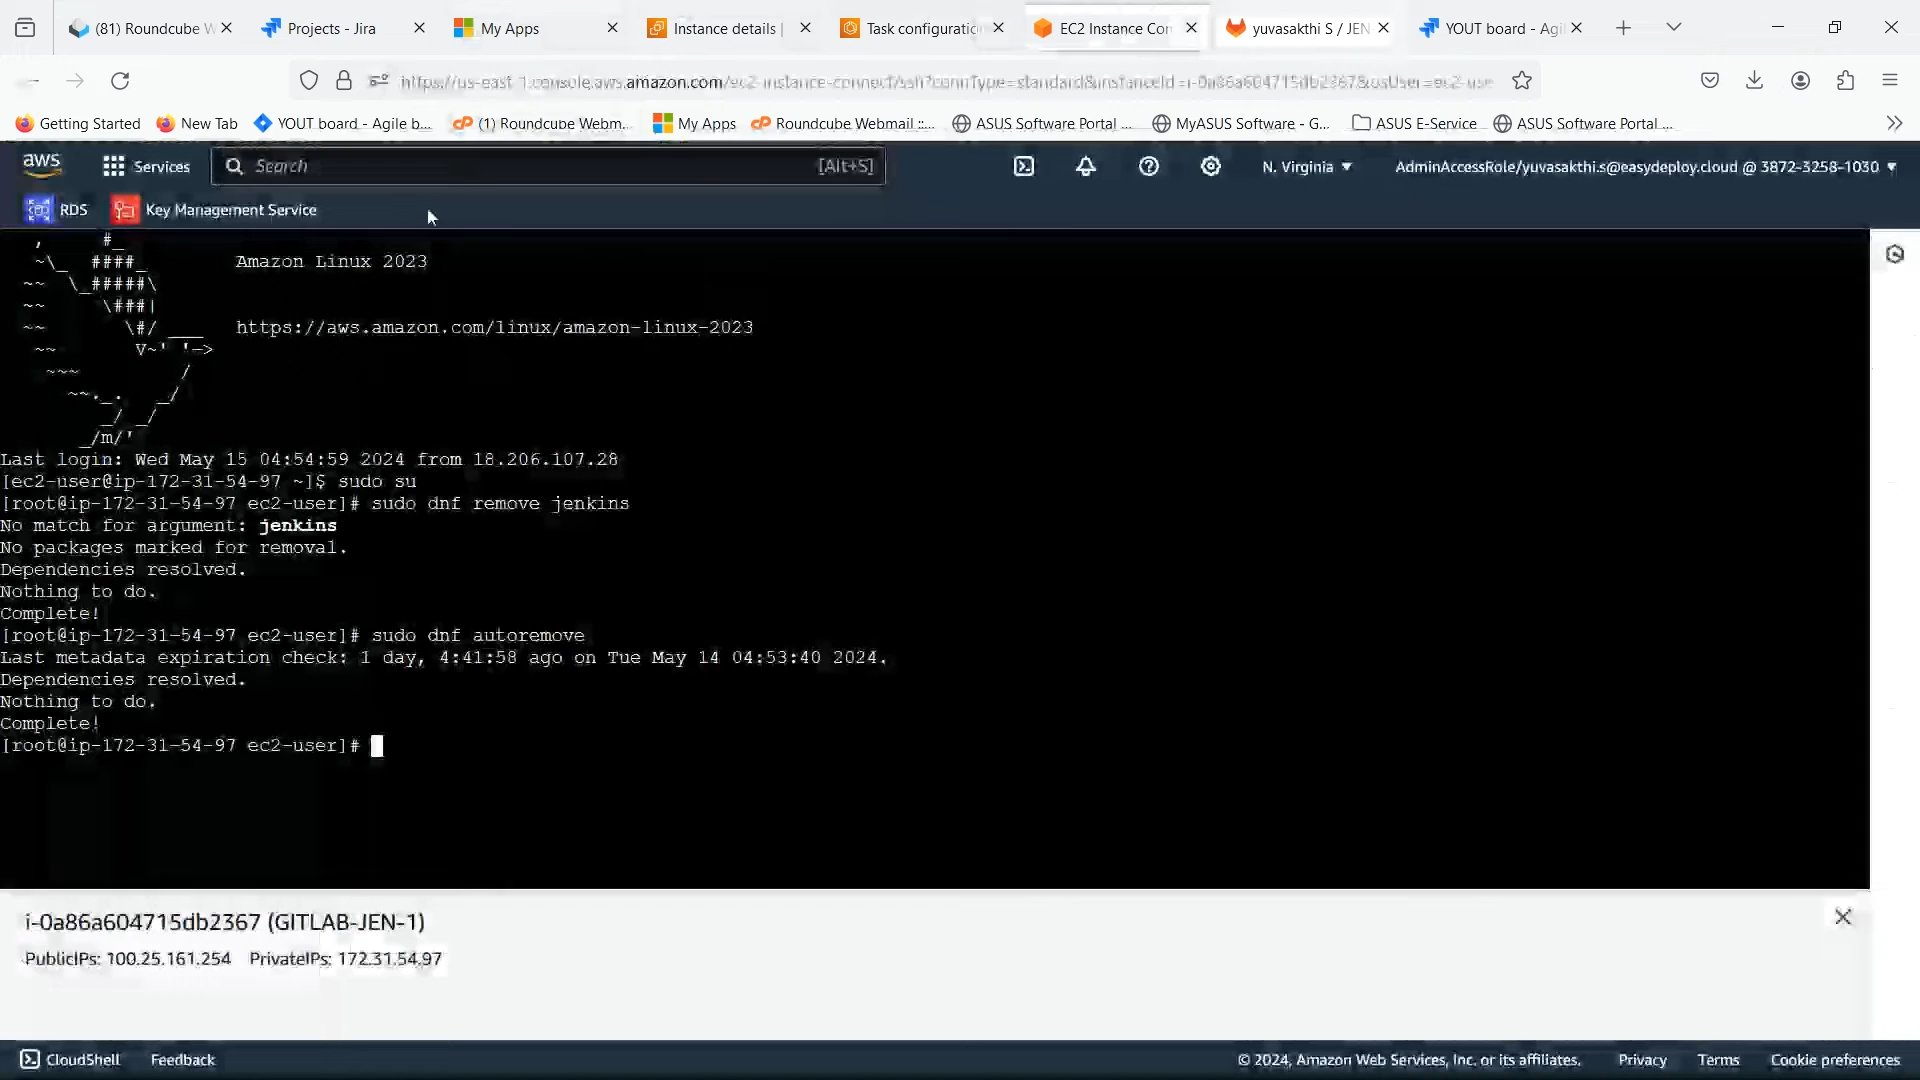 (81) Roundcube W
Projects - Jira
My Apps
Instance details |
Task configuratio
EC2 Instance Con
yuvasakthi S / JEN
YOUT board - Agil
amazon.com
Getting Started
New Tab
YOUT board - Agile b...
(1) Roundcube Webm...
My Apps
Roundcube Webmail ::...
ASUS Software Portal ...
MyASUS Software - G...
ASUS E-Service
ASUS Software Portal ...
aws
Services
Search
[Alt+S]
N. Virginia
AdminAccessRole/yuvasakthi.s@easydeploy.cloud @ 3872-3258-1030
RDS
Key Management Service
   ,     #_
   ~\_  ####_        Amazon Linux 2023
  ~~  \_#####\
  ~~     \###|
  ~~       \#/ ___   https://aws.amazon.com/linux/amazon-linux-2023
   ~~       V~' '->
    ~~~         /
      ~~._.   _/
         _/ _/
       _/m/'
Last login: Wed May 15 04:54:59 2024 from 18.206.107.28
[ec2-user@ip-172-31-54-97 ~]$ sudo su
[root@ip-172-31-54-97 ec2-user]# sudo dnf remove jenkins
No match for argument: jenkins
No packages marked for removal.
Dependencies resolved.
Nothing to do.
Complete!
[root@ip-172-31-54-97 ec2-user]# sudo dnf autoremove
Last metadata expiration check: 1 day, 4:41:58 ago on Tue May 14 04:53:40 2024.
Dependencies resolved.
Nothing to do.
Complete!
[root@ip-172-31-54-97 ec2-user]#
i-0a86a604715db2367 (GITLAB-JEN-1)
PublicIPs: 100.25.161.254 PrivateIPs: 172.31.54.97
CloudShell
Feedback
© 2024, Amazon Web Services, Inc. or its affiliates.
Privacy
Terms
Cookie preferences